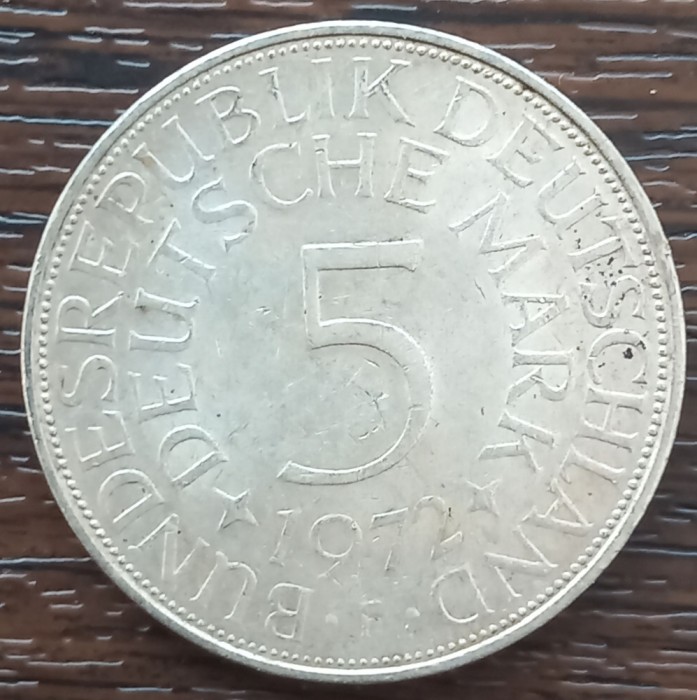 BUNDESREPUBLIK DEUTSCHLAND
DEUTSCHE MARK
5
1972
F